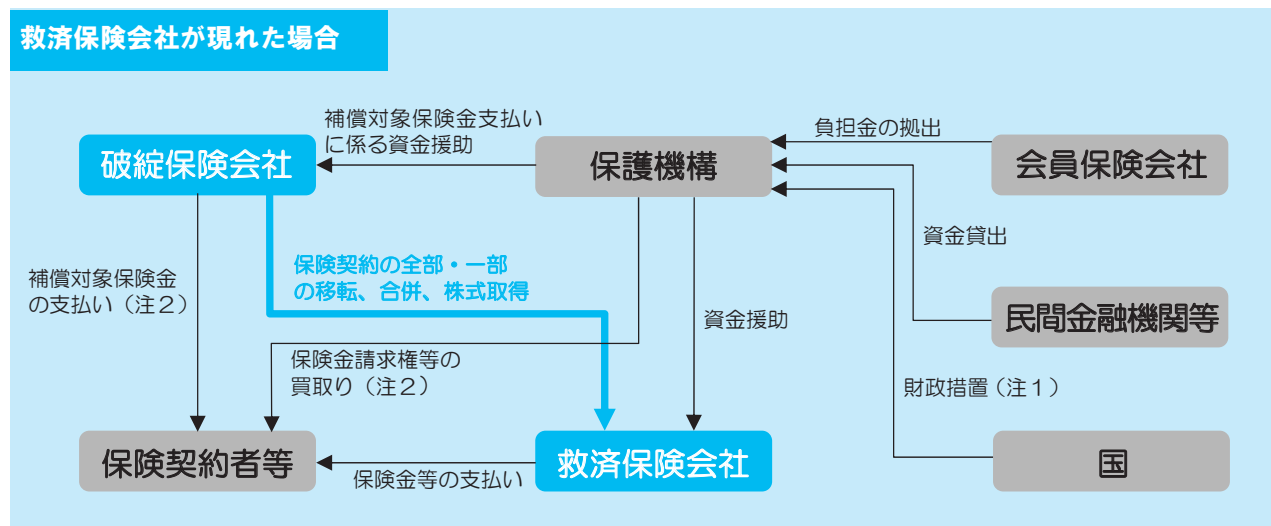 救済保険会社が現れた場合
補償対象保険金支払い
に係る資金援助
負担金の拠出
破綻保険会社
保護機構
会員保険会社
資金貸出
保険契約の全部・一部
の移転、合併、株式取得
補償対象保険金
の支払い（注２）
資金援助
民間金融機関等
保険金請求権等の
買取り（注２）
財政措置（注１）
保険契約者等
保険金等の支払い
救済保険会社
国